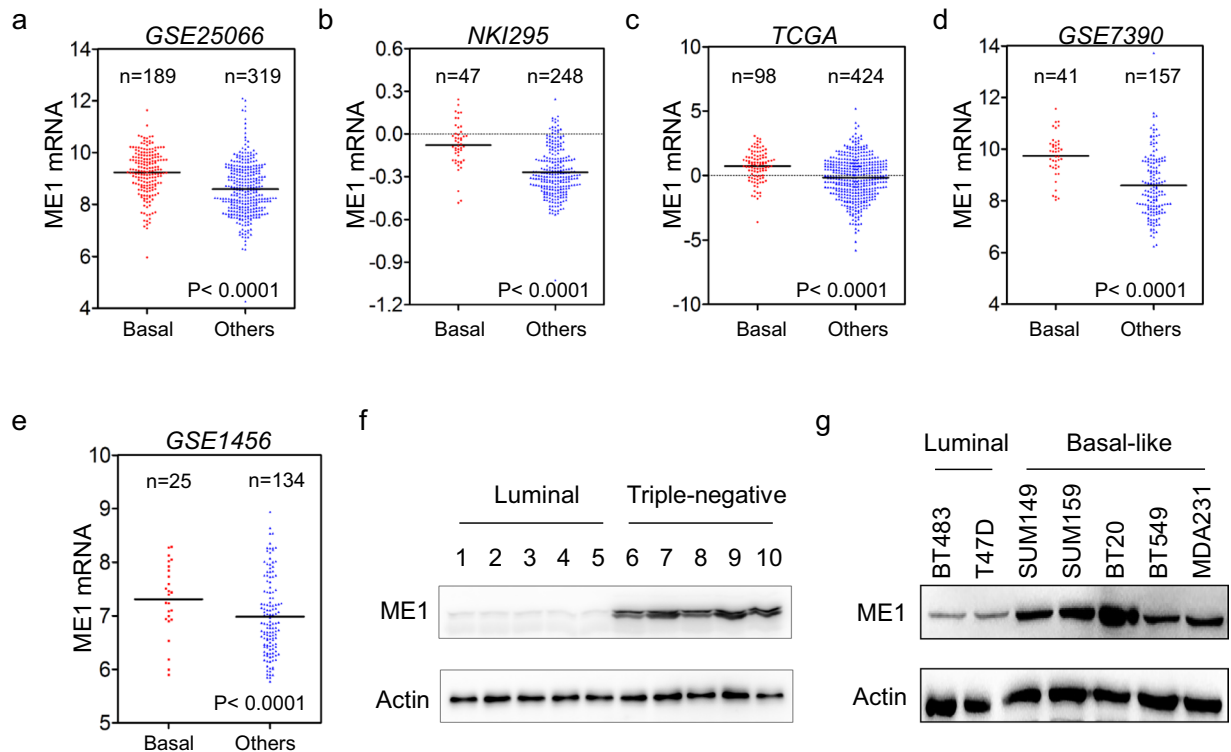 a
GSE25066
n=189 n=319
ME1 mRNA
14
12
10
8
6
4
P< 0.0001
Basal Others
b
NKI295
n=47 n=248
ME1 mRNA
0.6
0.3
0.0
-0.3
-0.6
-0.9
-1.2
P< 0.0001
Basal Others
c
TCGA
n=98 n=424
ME1 mRNA
10
5
0
-5
-10
P< 0.0001
Basal Others
d
GSE7390
n=41 n=157
ME1 mRNA
14
12
10
8
6
4
P< 0.0001
Basal Others
e
GSE1456
n=25 n=134
ME1 mRNA
10
9
8
7
6
5
P< 0.0001
Basal Others
f
Luminal Triple-negative
1 2 3 4 5 6 7 8 9 10
ME1
Actin
g
Luminal Basal-like
BT483 T47D SUM149 SUM159 BT20 BT549 MDA231
ME1
Actin